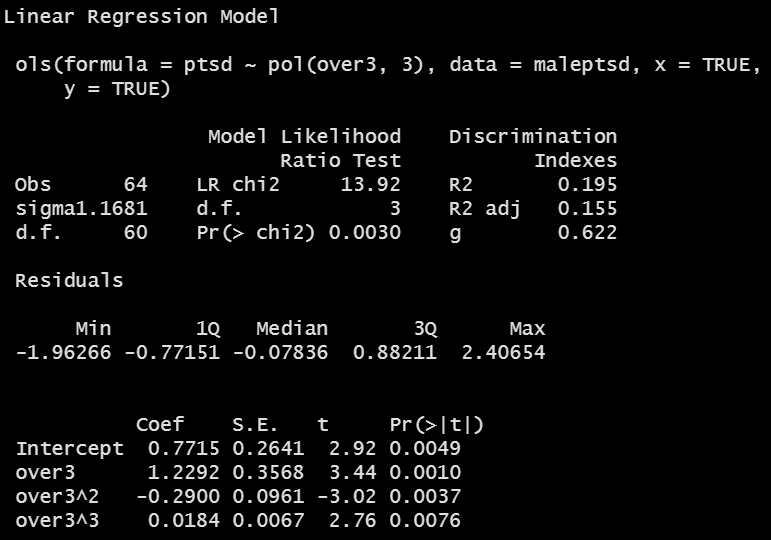 Linear Regression Model
ols(formula = ptsd ~ pol(over3, 3), data = maleptsd, x = TRUE,
y = TRUE)
Model Likelihood Discrimination
Ratio Test Indexes
Obs 64 LR chi2 13.92 R2 0.195
sigma1.1681 d.f. 3 R2 adj 0.155
d.f. 60 Pr(> chi2) 0.0030 g 0.622
Residuals
Min 1Q Median 3Q Max
-1.96266 -0.77151 -0.07836 0.88211 2.40654
Coef S.E. t Pr(>|t|)
Intercept 0.7715 0.2641 2.92 0.0049
over3 1.2292 0.3568 3.44 0.0010
over3^2 -0.2900 0.0961 -3.02 0.0037
over3^3 0.0184 0.0067 2.76 0.0076